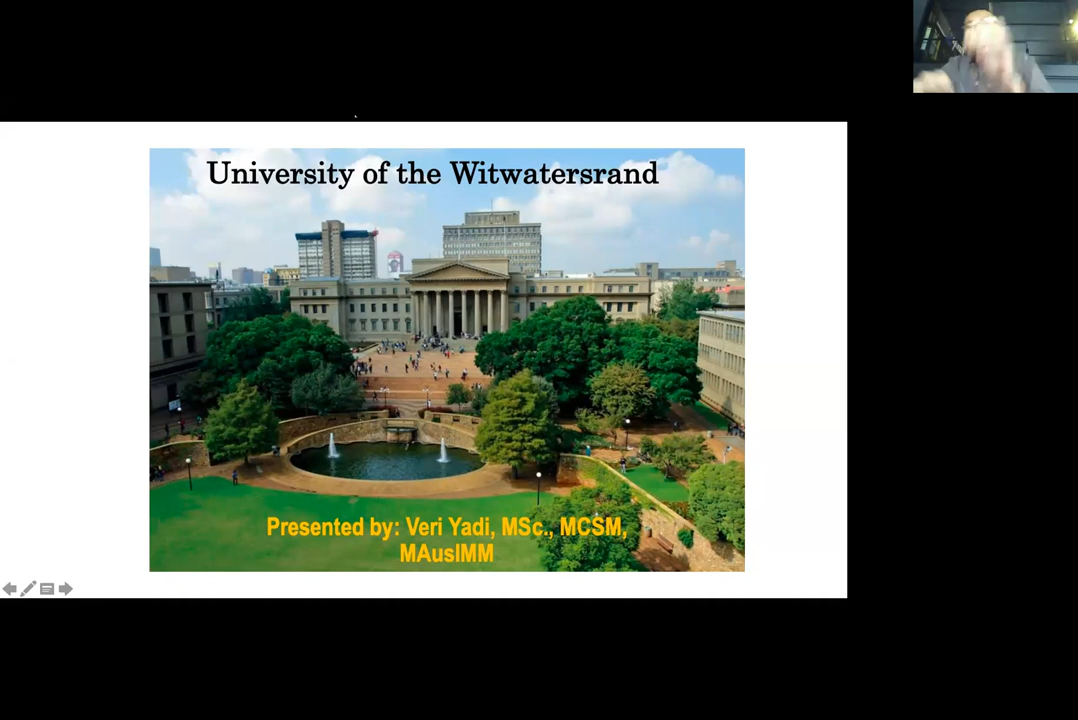 University of the Witwatersrand
Presented by: Veri Yadi, MSc., MCSM,
MAusIMM